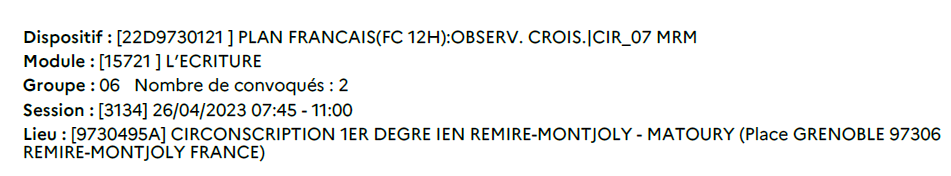 Dispositif : [22D9730121 ] PLAN FRANCAIS(FC 12H):OBSERV. CROIS.|CIR_07 MRM
Module : [15721 ] L'ECRITURE
Groupe : 06 Nombre de convoqués : 2
Session : [3134] 26/04/2023 07:45 - 11:00
Lieu : [9730495A] CIRCONSCRIPTION 1ER DEGRE IEN REMIRE-MONTJOLY - MATOURY (Place GRENOBLE 97306
REMIRE-MONTJOLY FRANCE)